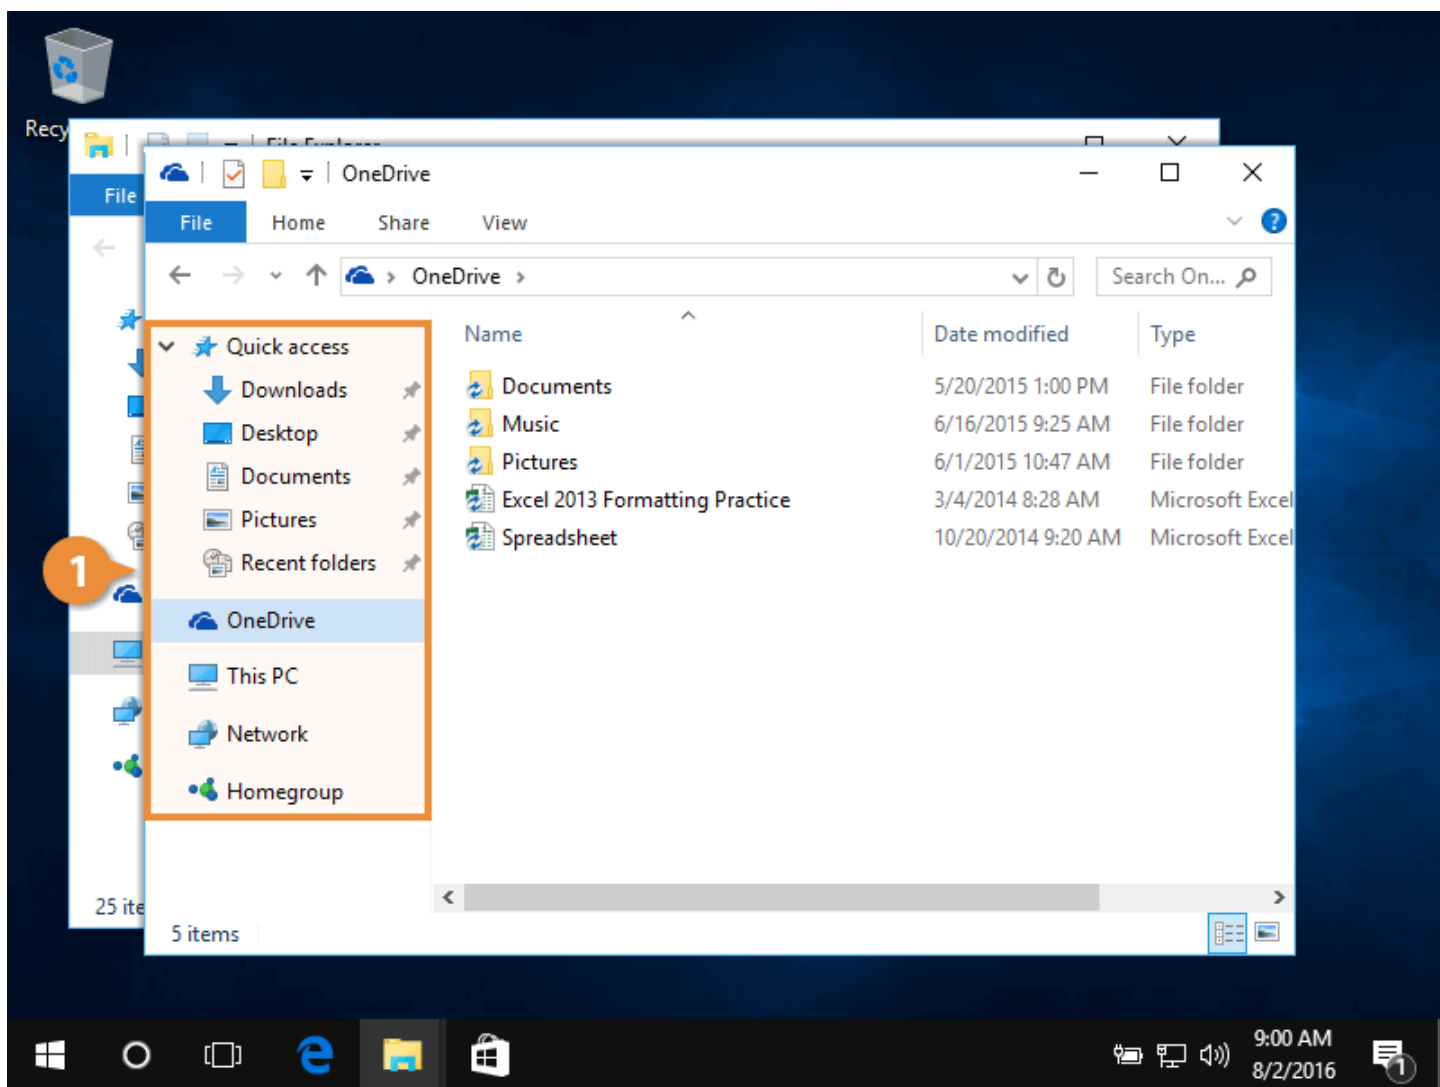 Recy
File Explorer
File
OneDrive
File Home Share View
?
OneDrive
Search On...
Quick access
Downloads
Desktop
Documents
Pictures
Recent folders
OneDrive
This PC
Network
Homegroup
1
Name Date modified Type
Documents 5/20/2015 1:00 PM File folder
Music 6/16/2015 9:25 AM File folder
Pictures 6/1/2015 10:47 AM File folder
Excel 2013 Formatting Practice 3/4/2014 8:28 AM Microsoft Excel
Spreadsheet 10/20/2014 9:20 AM Microsoft Excel
25 ite
5 items
9:00 AM
8/2/2016
1